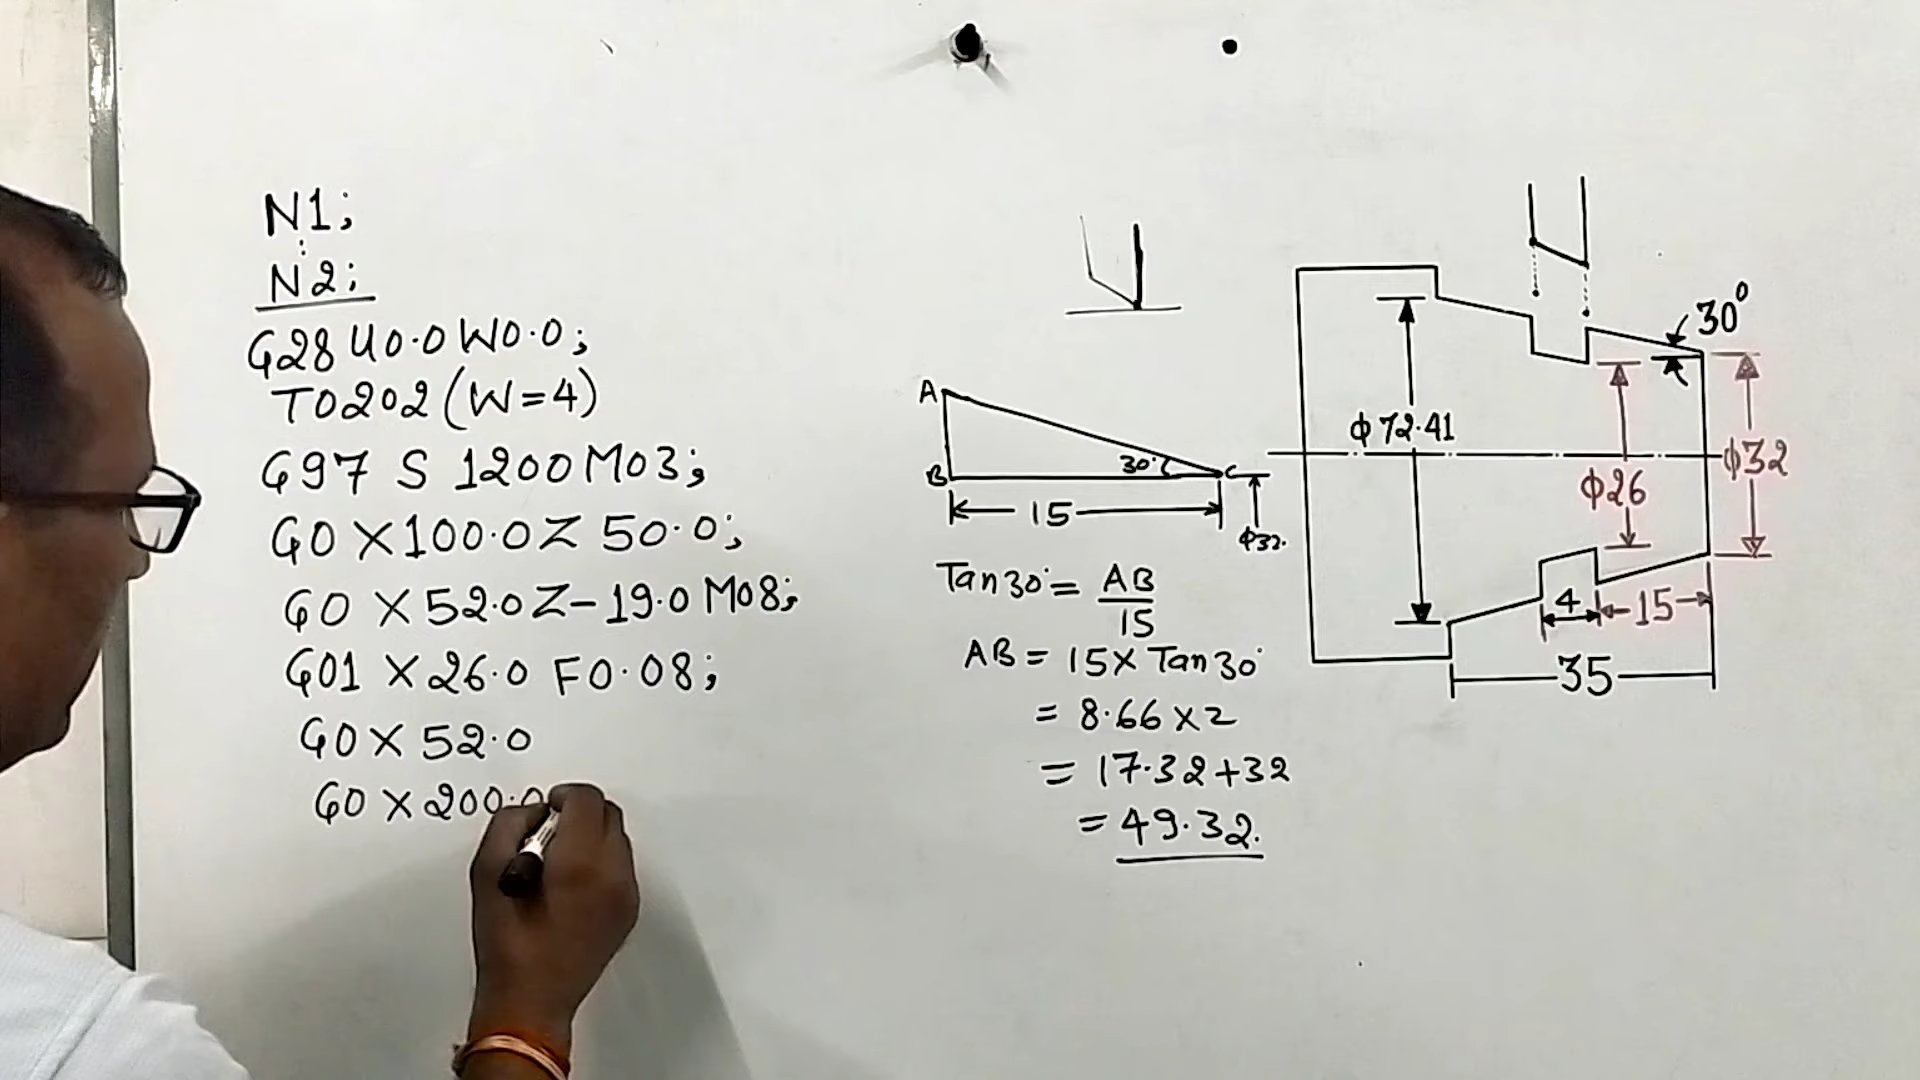 N1;
N2;
G28 U0.0 W0.0;
T0202 (W=4)
G97 S 1200 M03;
G0 X100.0 Z 50.0;
G0 X52.0 Z-19.0 M08;
G01 X26.0 F0.08;
G0 X 52.0
G0 X 200.0
A
B
C
30°
15
ϕ32.
Tan30° = AB/15
AB = 15 X Tan30°
= 8.66 x 2
= 17.32+32
= 49.32.
30°
ϕ72.41
ϕ26
ϕ32
4
15
35